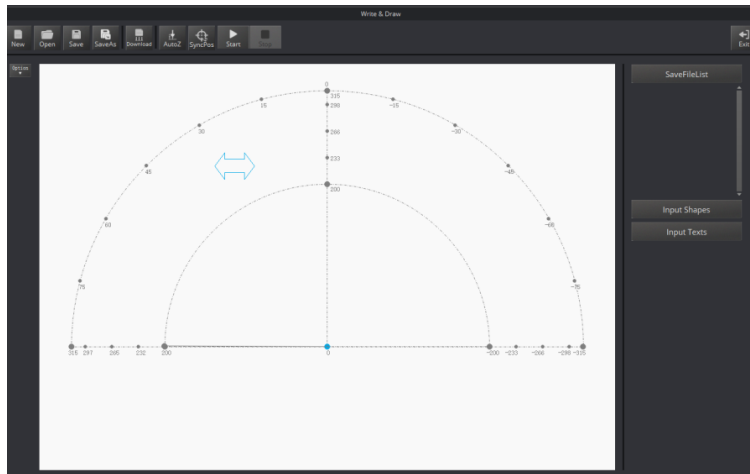 Write & Draw
New Open Save SaveAs Download AutoZ SyncPos Start Stop Exit
Option
SaveFileList
0
315
15 299 -15
30 266 -30
233
45 -45
200
60 -60
75 -75
315 297 265 232 200 0 -200 -233 -266 -298 -315
Input Shapes
Input Texts